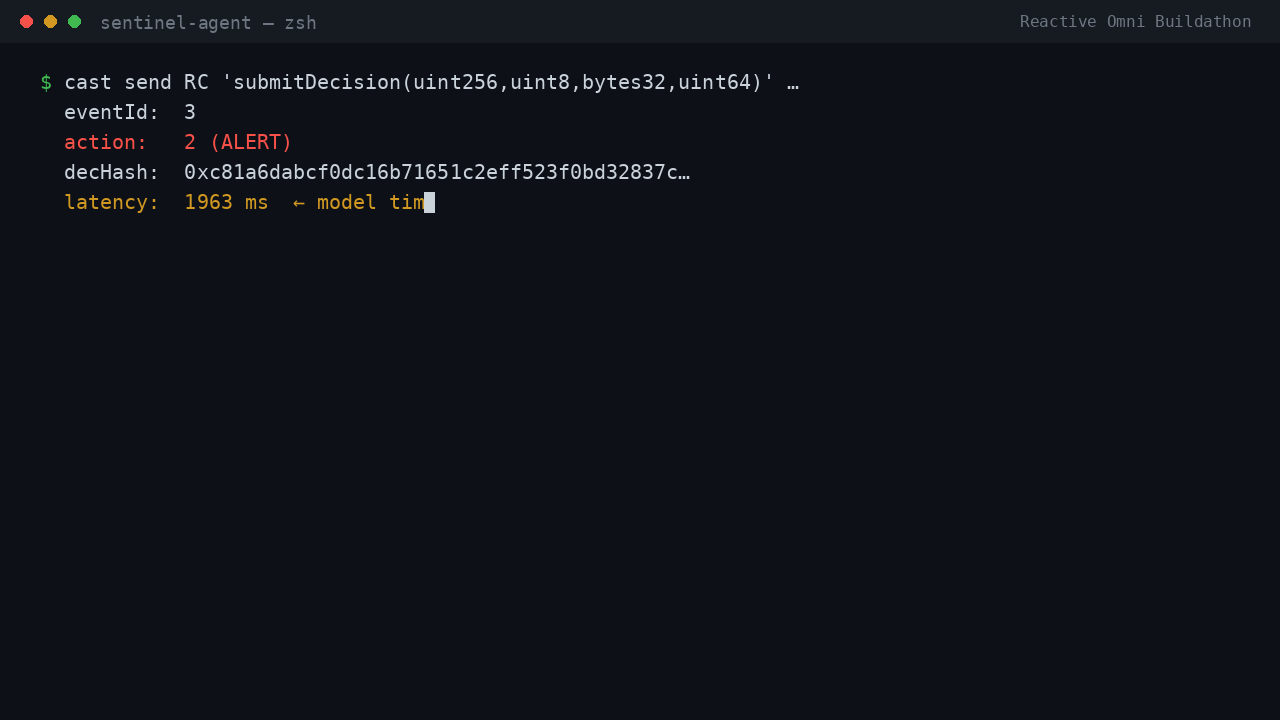 sentinel-agent — zsh
Reactive Omni Buildathon
$ cast send RC 'submitDecision(uint256,uint8,bytes32,uint64)' …
eventId: 3
action: 2 (ALERT)
decHash: 0xc81a6dabcf0dc16b71651c2eff523f0bd32837c…
latency: 1963 ms ← model tim